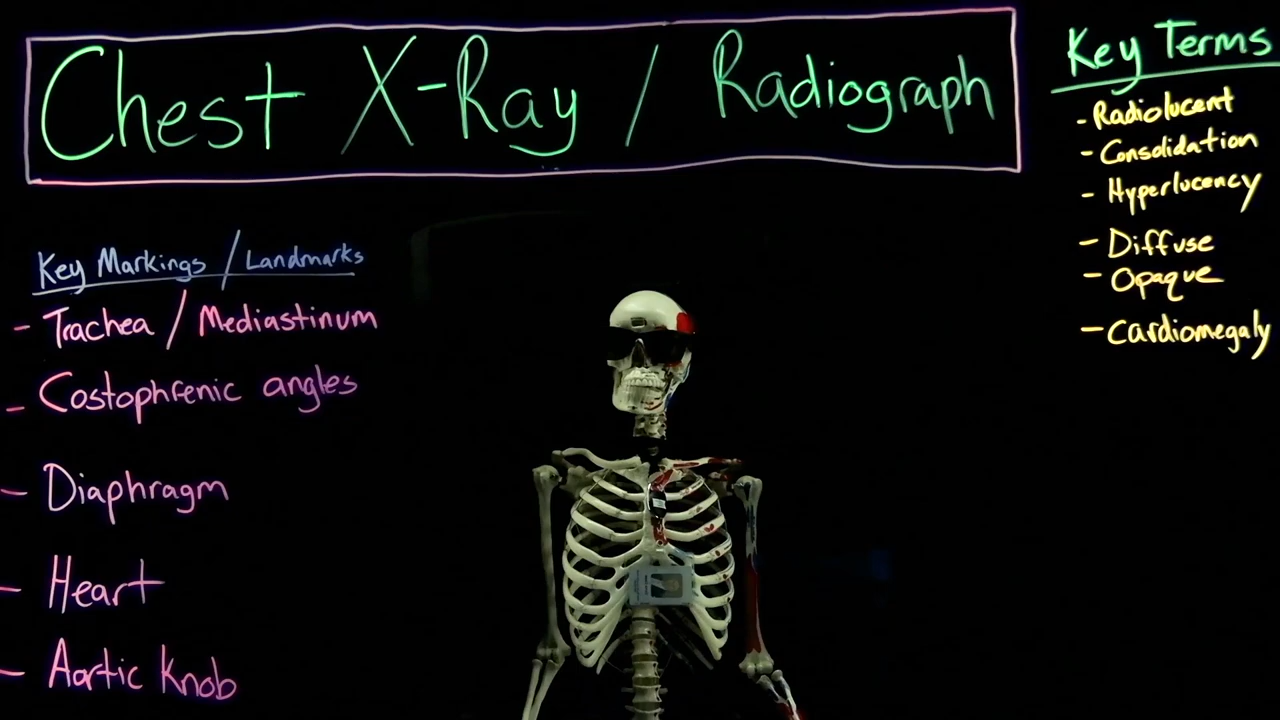 Chest X-Ray / Radiograph
Key Terms
- Radiolucent
- Consolidation
- Hyperlucency
- Diffuse
- Opaque
- Cardiomegaly
Key Markings / Landmarks
- Trachea / Mediastinum
- Costophrenic angles
- Diaphragm
- Heart
- Aortic Knob